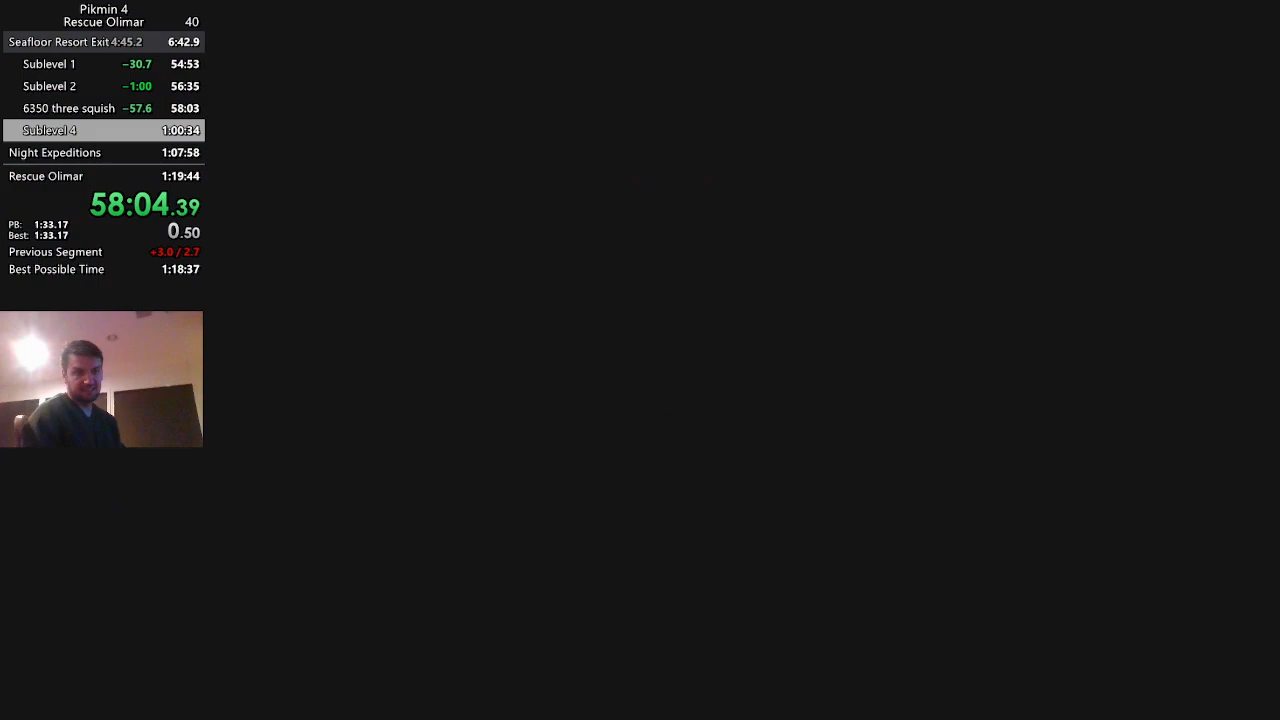 Pikmin 4
Rescue Olimar 40
Seafloor Resort Exit 4:45.2 6:42.9
Sublevel 1 −30.7 54:53
Sublevel 2 −1:00 56:35
6350 three squish −57.6 58:03
Sublevel 4 1:00:34
Night Expeditions 1:07:58
Rescue Olimar 1:19:44
58:04.39
PB: 1:33.17
Best: 1:33.17
0.50
Previous Segment +3.0 / 2.7
Best Possible Time 1:18:37